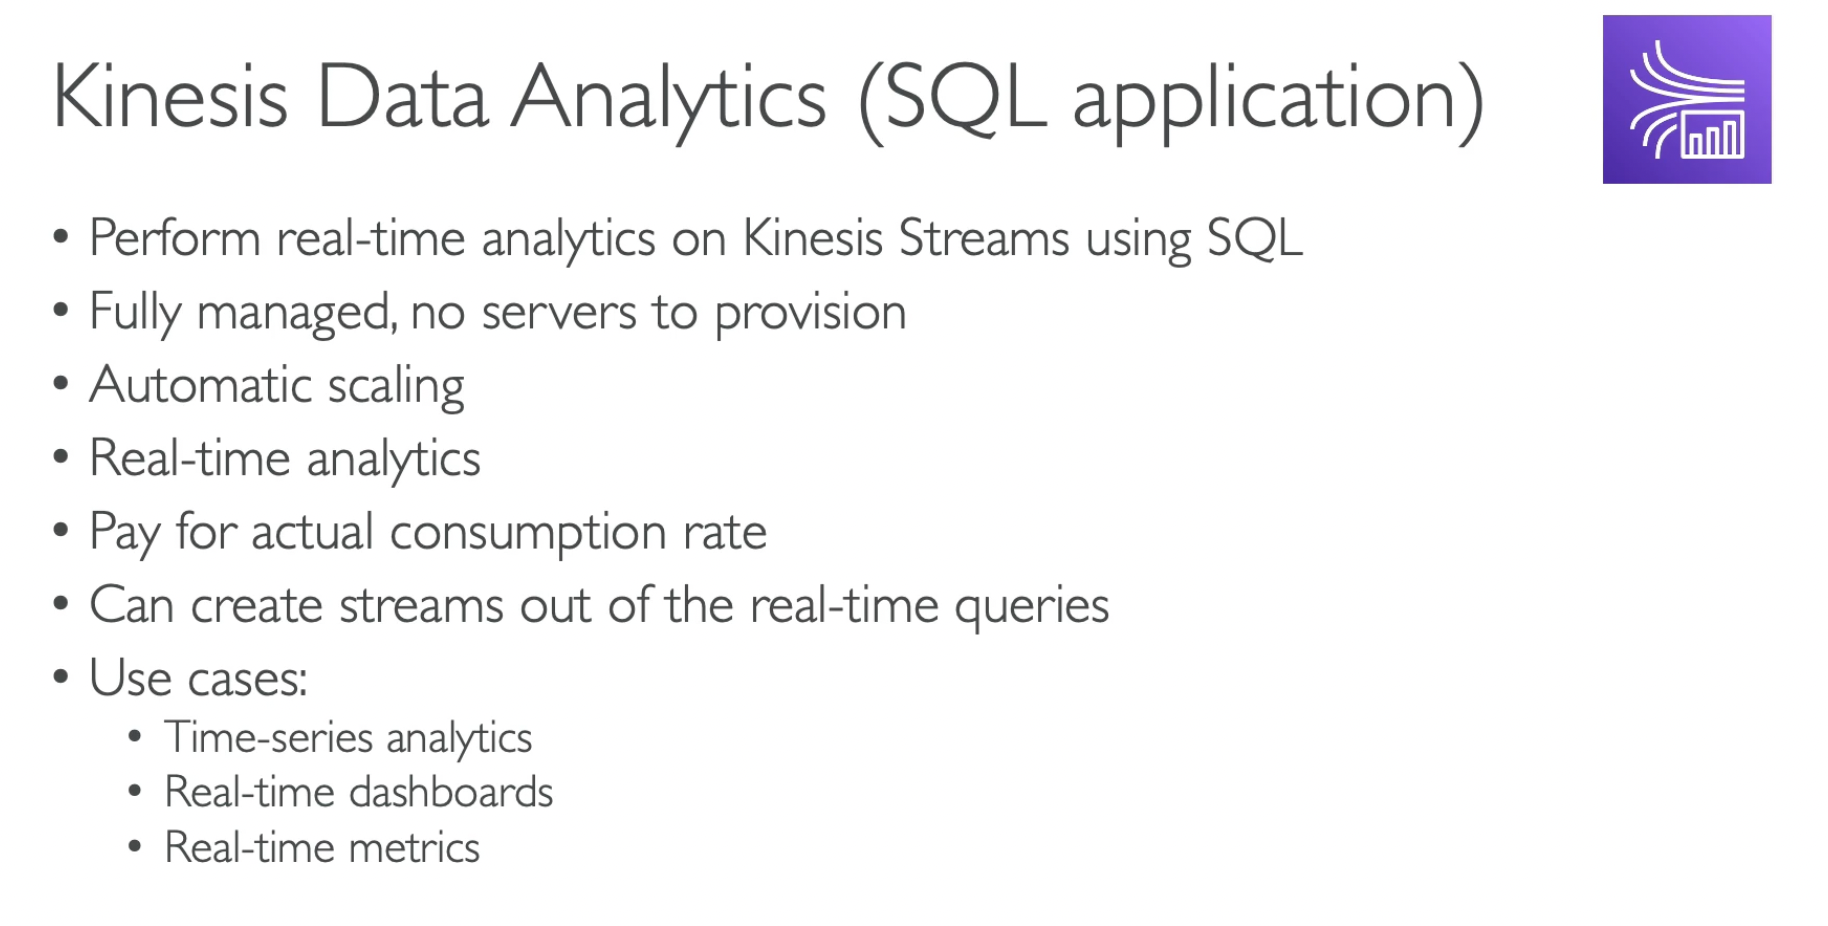 Kinesis Data Analytics (SQL application)
• Perform real-time analytics on Kinesis Streams using SQL
• Fully managed, no servers to provision
• Automatic scaling
• Real-time analytics
• Pay for actual consumption rate
• Can create streams out of the real-time queries
• Use cases:
• Time-series analytics
• Real-time dashboards
• Real-time metrics